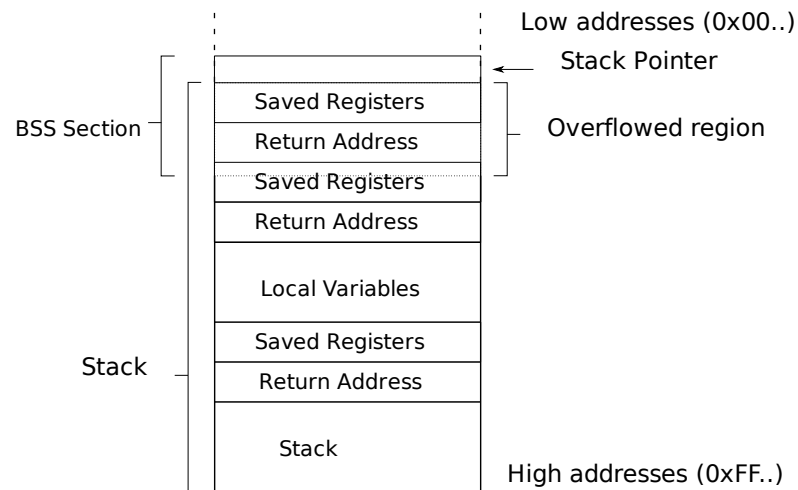 Low addresses (0x00..)
Stack Pointer
Saved Registers
BSS Section
Overflowed region
Return Address
Saved Registers
Return Address
Local Variables
Saved Registers
Stack
Return Address
Stack
High addresses (0xFF..)